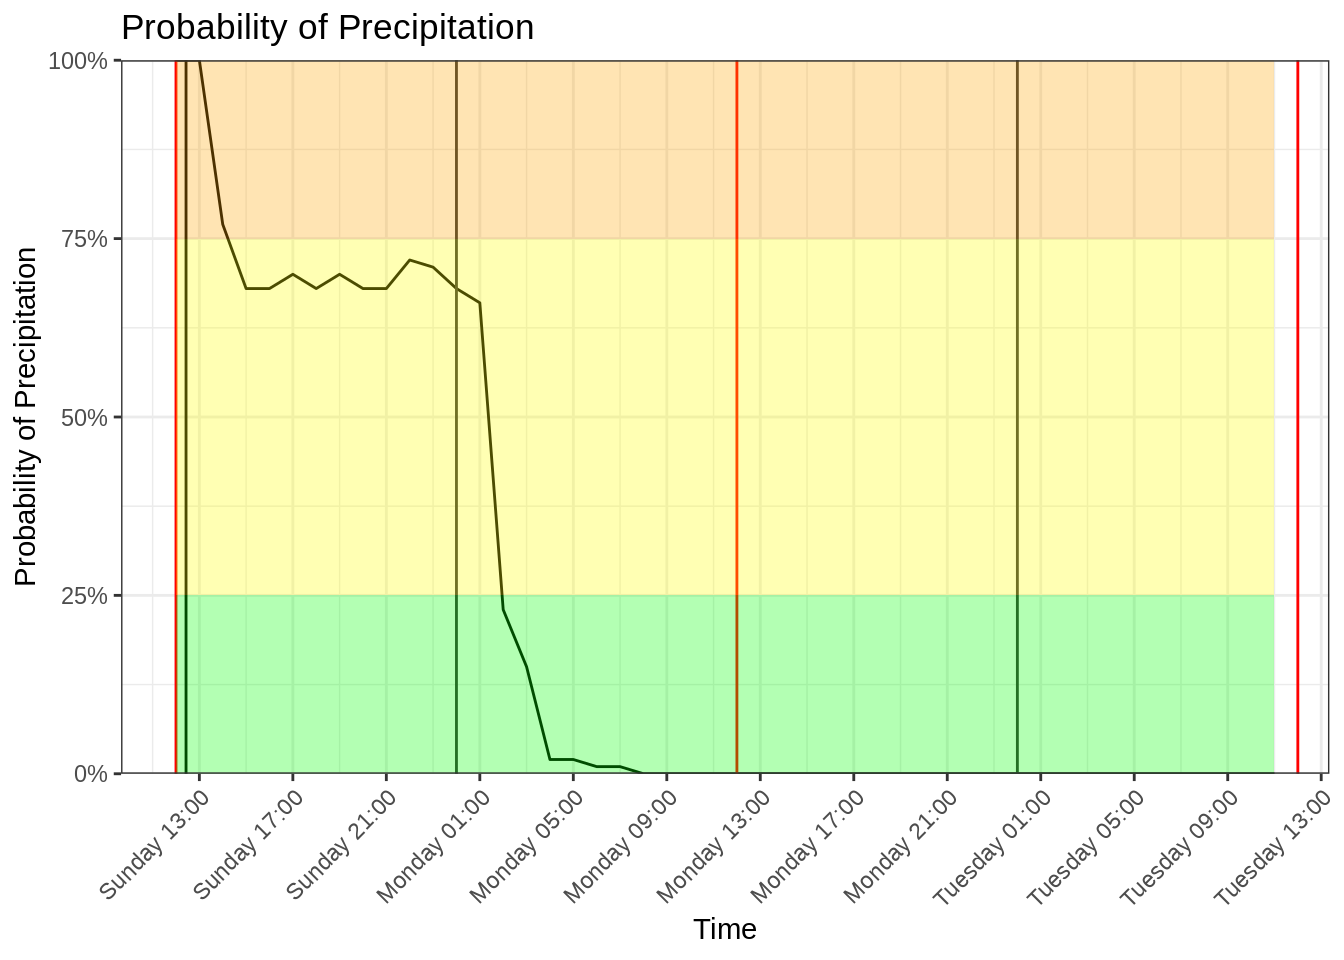 Probability of Precipitation
Probability of Precipitation
100%
75%
50%
25%
0%
Sunday 13:00
Sunday 17:00
Sunday 21:00
Monday 01:00
Monday 05:00
Monday 09:00
Monday 13:00
Monday 17:00
Monday 21:00
Tuesday 01:00
Tuesday 05:00
Tuesday 09:00
Tuesday 13:00
Time